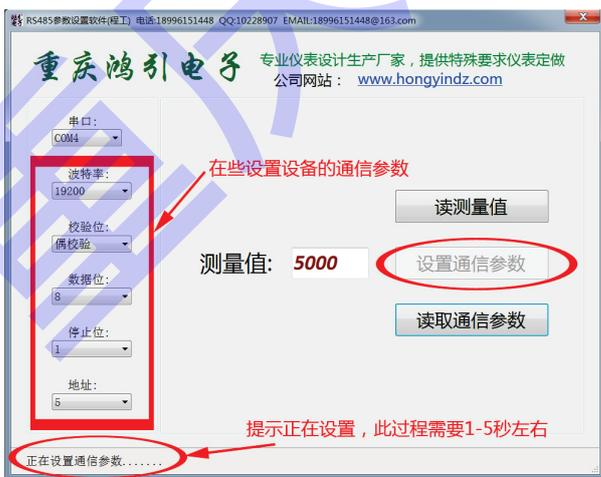 RS485参数设置软件(程工) 电话:18996151448 QQ:10228907 EMAIL:18996151448@163.com
重庆鸿引电子
专业仪表设计生产厂家，提供特殊要求仪表定做
公司网站： www.hongyindz.com
串口:
COM4
波特率:
19200
在些设置设备的通信参数
读测量值
校验位:
偶校验
测量值: 5000 设置通信参数
数据位:
8
读取通信参数
停止位:
1
地址:
5
提示正在设置，此过程需要1-5秒左右
正在设置通信参数.......